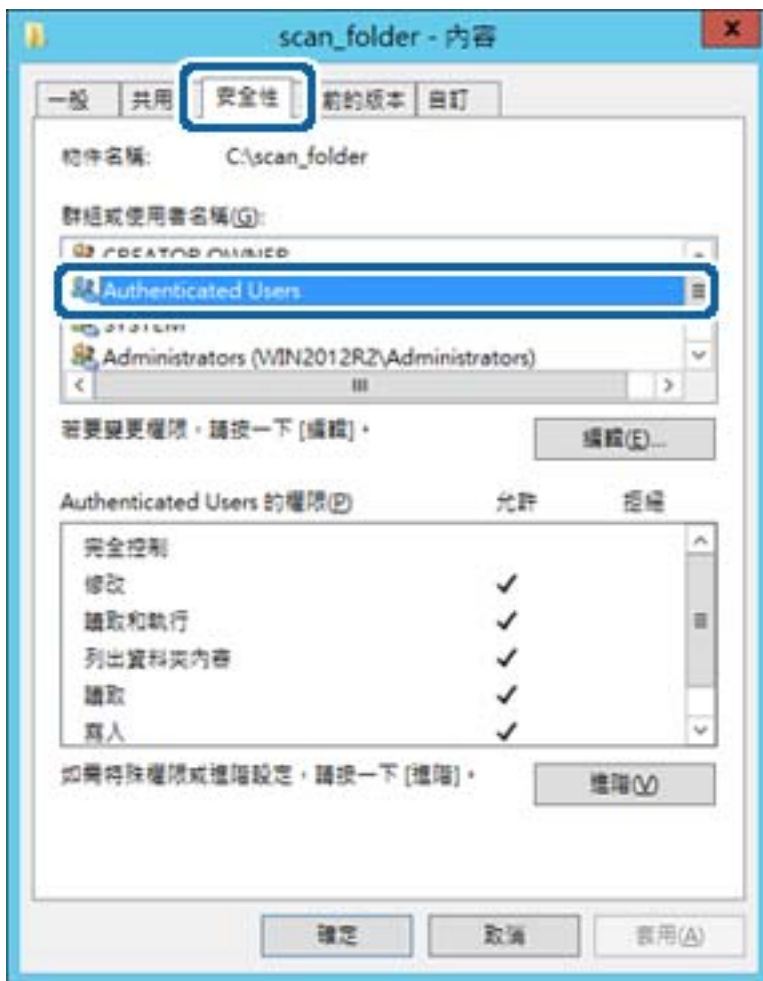 scan_folder - 內容
一般 共用 安全性 前的版本 自訂
物件名稱: C:\scan_folder
群組或使用者名稱(G):
CREATOR OWNER
Authenticated Users
SYSTEM
Administrators (WIN2012R2\Administrators)
若要變更權限，請按一下 [編輯]。 編輯(E)...
Authenticated Users 的權限(P) 允許 拒絕
完全控制
修改
讀取和執行
列出資料夾內容
讀取
寫入
如需特殊權限或進階設定，請按一下 [進階]。 進階(V)
確定 取消 套用(A)